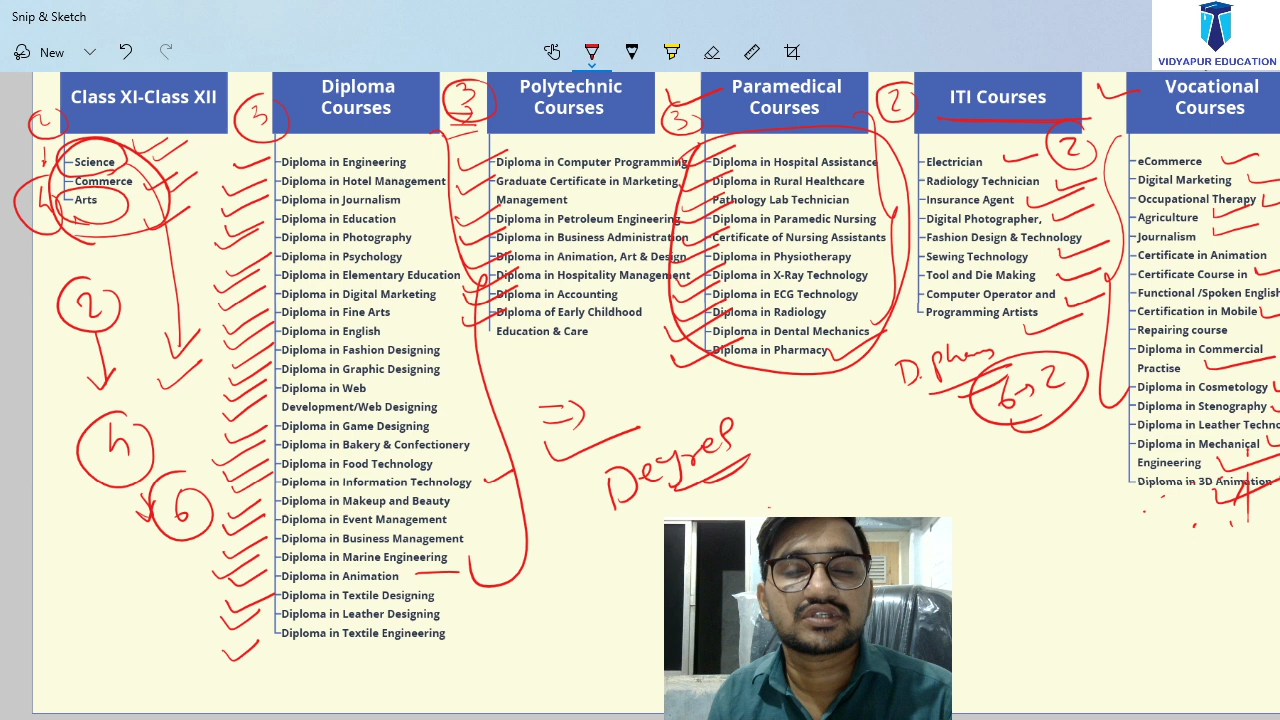 Snip & Sketch
New
VIDYAPUR EDUCATION
Class XI-Class XII
2
Science
Commerce
Arts
4
2
4
6
Diploma
Courses
3
Diploma in Engineering
Diploma in Hotel Management
Diploma in Journalism
Diploma in Education
Diploma in Photography
Diploma in Psychology
Diploma in Elementary Education
Diploma in Digital Marketing
Diploma in Fine Arts
Diploma in English
Diploma in Fashion Designing
Diploma in Graphic Designing
Diploma in Web
Development/Web Designing
Diploma in Game Designing
Diploma in Bakery & Confectionery
Diploma in Food Technology
Diploma in Information Technology
Diploma in Makeup and Beauty
Diploma in Event Management
Diploma in Business Management
Diploma in Marine Engineering
Diploma in Animation
Diploma in Textile Designing
Diploma in Leather Designing
Diploma in Textile Engineering
Polytechnic
Courses
3
Diploma in Computer Programming
Graduate Certificate in Marketing
Management
Diploma in Petroleum Engineering
Diploma in Business Administration
Diploma in Animation, Art & Design
Diploma in Hospitality Management
Diploma in Accounting
Diploma of Early Childhood
Education & Care
Degree
Paramedical
Courses
3
Diploma in Hospital Assistance
Diploma in Rural Healthcare
Pathology Lab Technician
Diploma in Paramedic Nursing
Certificate of Nursing Assistants
Diploma in Physiotherapy
Diploma in X-Ray Technology
Diploma in ECG Technology
Diploma in Radiology
Diploma in Dental Mechanics
Diploma in Pharmacy
D. pharm
6 → 2
ITI Courses
2
Electrician
Radiology Technician
Insurance Agent
Digital Photographer,
Fashion Design & Technology
Sewing Technology
Tool and Die Making
Computer Operator and
Programming Artists
Vocational
Courses
2
eCommerce
Digital Marketing
Occupational Therapy
Agriculture
Journalism
Certificate in Animation
Certificate Course in
Functional /Spoken English
Certification in Mobile
Repairing course
Diploma in Commercial
Practise
Diploma in Cosmetology
Diploma in Stenography
Diploma in Leather Techno
Diploma in Mechanical
Engineering
Diploma in 3D Animation